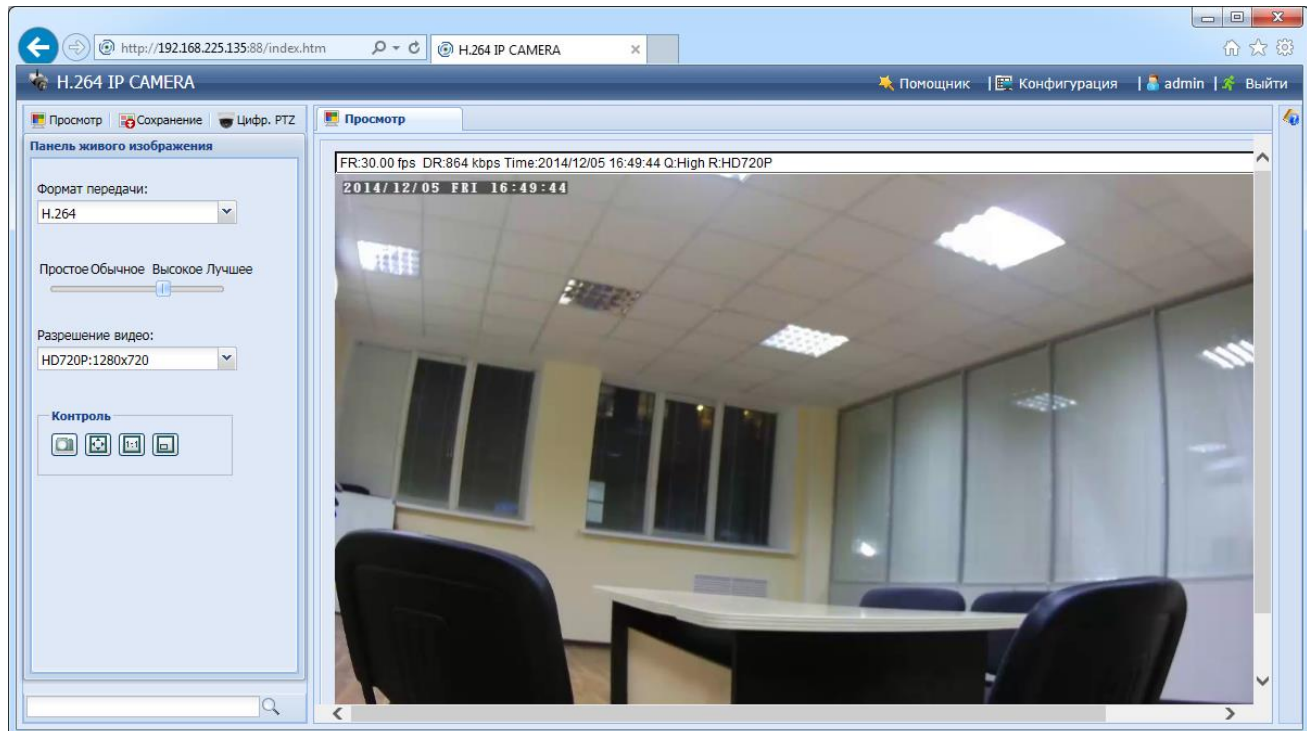 http://192.168.225.135:88/index.htm
H.264 IP CAMERA
H.264 IP CAMERA
Помощник | Конфигурация | admin | Выйти
Просмотр Сохранение Цифр. PTZ
Просмотр
Панель живого изображения
FR:30.00 fps DR:864 kbps Time:2014/12/05 16:49:44 Q:High R:HD720P
2014/12/05 FRI 16:49:44
Формат передачи:
H.264
Простое Обычное Высокое Лучшее
Разрешение видео:
HD720P:1280x720
Контроль
1:1